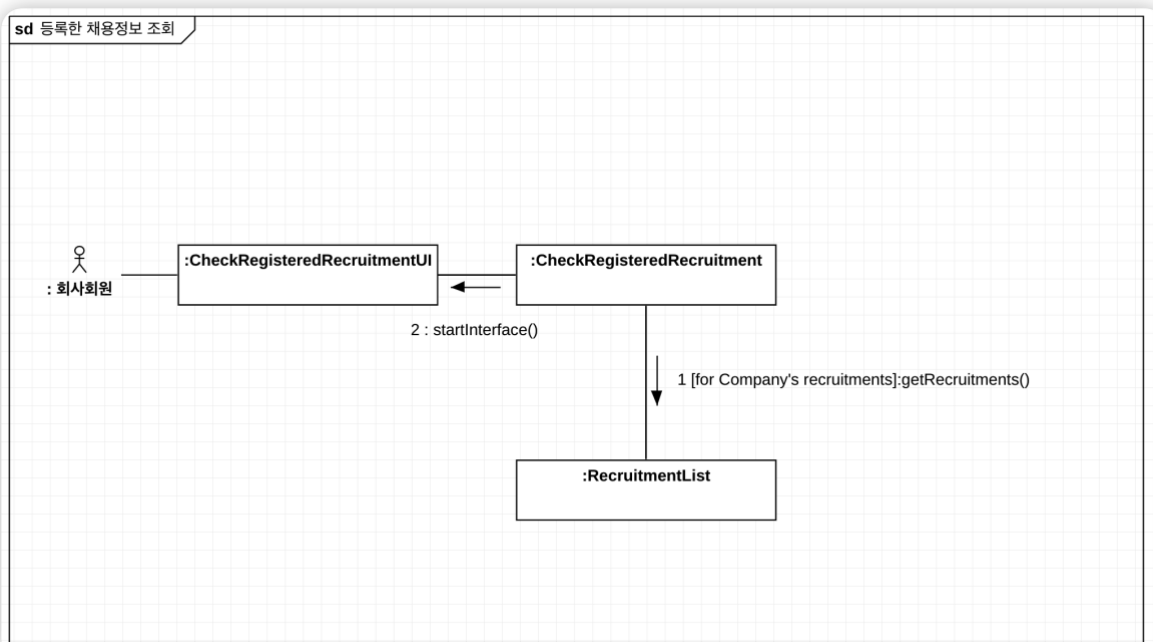 sd 등록한 채용정보 조회
: 회사회원
:CheckRegisteredRecruitmentUI
:CheckRegisteredRecruitment
2 : startInterface()
1 [for Company's recruitments]:getRecruitments()
:RecruitmentList